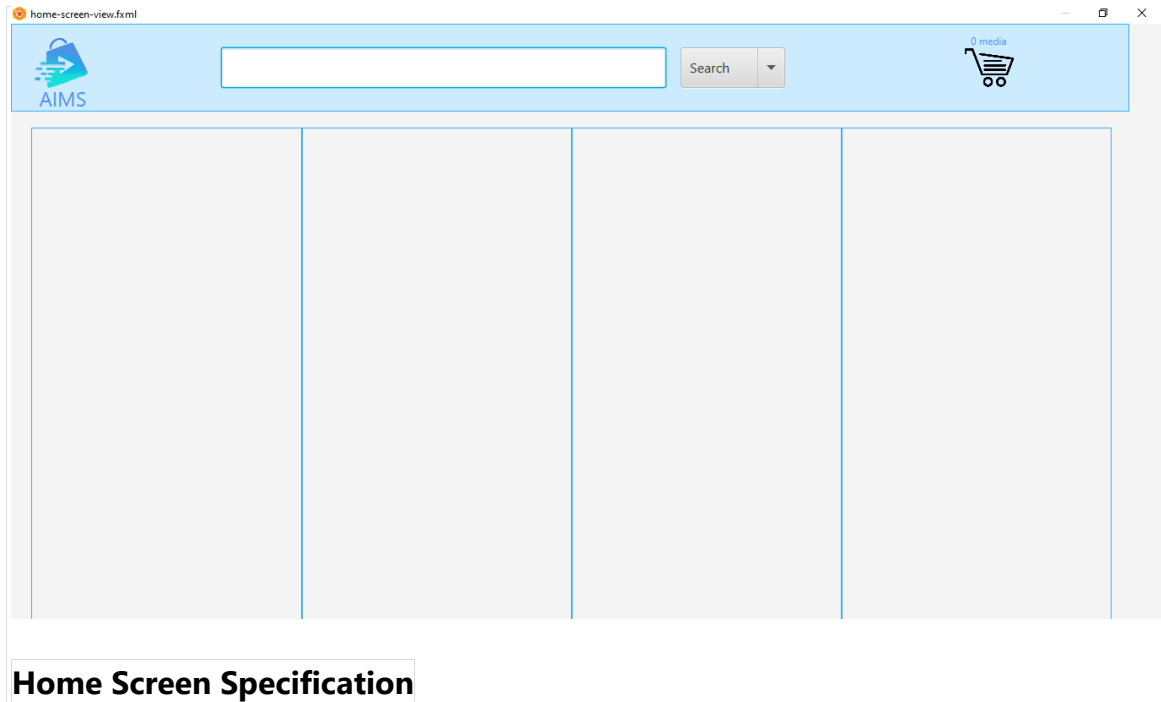 home-screen-view.fxml
0 media
Search
AIMS
Home Screen Specification